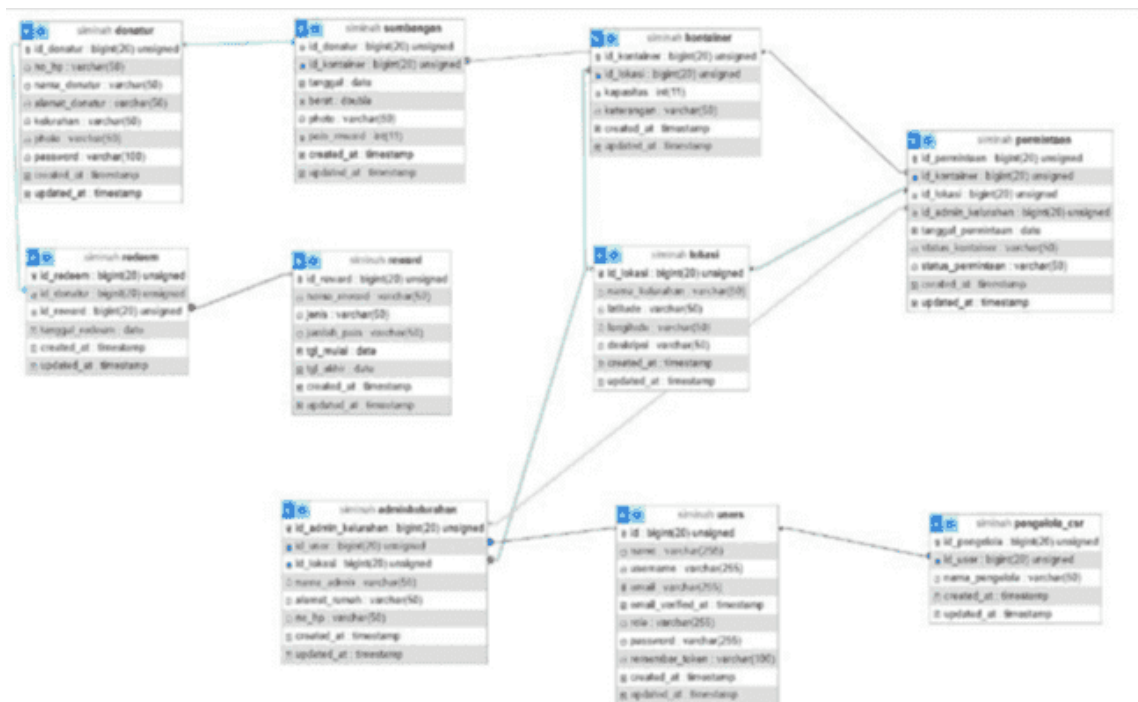 siminah donatur
id_donatur : bigint(20) unsigned
no_hp : varchar(50)
nama_donatur : varchar(50)
alamat_donatur : varchar(50)
kelurahan : varchar(50)
photo : varchar(50)
password : varchar(100)
created_at : timestamp
updated_at : timestamp
siminah sumbangan
id_donatur : bigint(20) unsigned
id_kontainer : bigint(20) unsigned
tanggal : date
berat : double
photo : varchar(50)
poin_reward : int(11)
created_at : timestamp
updated_at : timestamp
siminah kontainer
id_kontainer : bigint(20) unsigned
id_lokasi : bigint(20) unsigned
kapasitas : int(11)
keterangan : varchar(50)
created_at : timestamp
updated_at : timestamp
siminah permintaan
id_permintaan : bigint(20) unsigned
id_kontainer : bigint(20) unsigned
id_lokasi : bigint(20) unsigned
id_admin_kelurahan : bigint(20) unsigned
tanggal_permintaan : date
status_kontainer : varchar(50)
status_permintaan : varchar(50)
created_at : timestamp
updated_at : timestamp
siminah redeem
id_redeem : bigint(20) unsigned
id_donatur : bigint(20) unsigned
id_reward : bigint(20) unsigned
tanggal_redeem : date
created_at : timestamp
updated_at : timestamp
siminah reward
id_reward : bigint(20) unsigned
nama_reward : varchar(50)
jenis : varchar(50)
jumlah_poin : varchar(50)
tgl_mulai : date
tgl_akhir : date
created_at : timestamp
updated_at : timestamp
siminah lokasi
id_lokasi : bigint(20) unsigned
nama_kelurahan : varchar(50)
latitude : varchar(50)
longitude : varchar(50)
deskripsi : varchar(50)
created_at : timestamp
updated_at : timestamp
siminah adminkelurahan
id_admin_kelurahan : bigint(20) unsigned
id_user : bigint(20) unsigned
id_lokasi : bigint(20) unsigned
nama_admin : varchar(50)
alamat_rumah : varchar(50)
no_hp : varchar(50)
created_at : timestamp
updated_at : timestamp
siminah users
id : bigint(20) unsigned
name : varchar(255)
username : varchar(255)
email : varchar(255)
email_verified_at : timestamp
role : varchar(255)
password : varchar(255)
remember_token : varchar(100)
created_at : timestamp
updated_at : timestamp
siminah pengelola_csr
id_pengelola : bigint(20) unsigned
id_user : bigint(20) unsigned
nama_pengelola : varchar(50)
created_at : timestamp
updated_at : timestamp